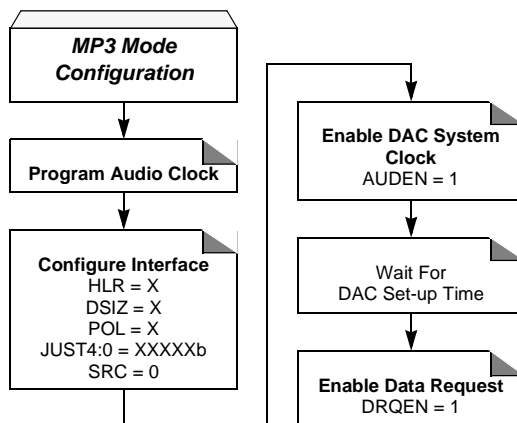 MP3 Mode
Configuration
Program Audio Clock
Configure Interface
HLR = X
DSIZ = X
POL = X
JUST4:0 = XXXXXb
SRC = 0
Enable DAC System
Clock
AUDEN = 1
Wait For
DAC Set-up Time
Enable Data Request
DRQEN = 1